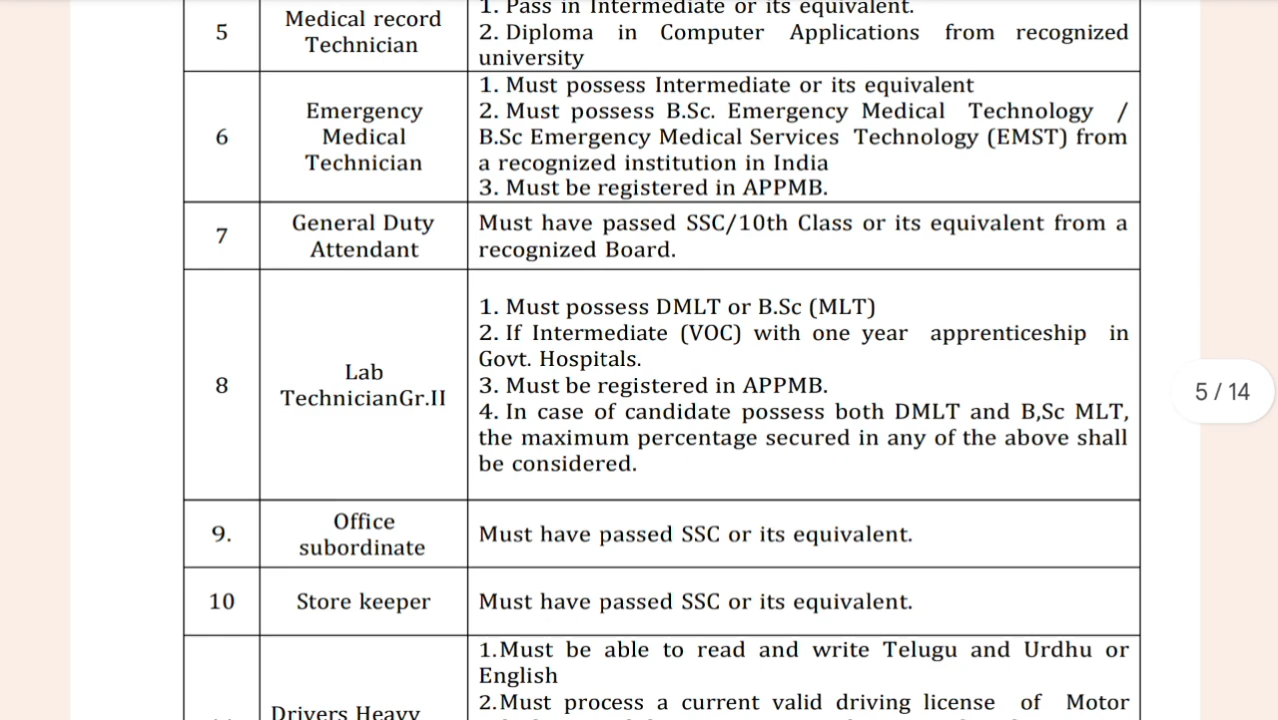 5
Medical record
Technician
1. Pass in Intermediate or its equivalent.
2. Diploma in Computer Applications from recognized
university
6
Emergency
Medical
Technician
1. Must possess Intermediate or its equivalent
2. Must possess B.Sc. Emergency Medical Technology /
B.Sc Emergency Medical Services Technology (EMST) from
a recognized institution in India
3. Must be registered in APPMB.
7
General Duty
Attendant
Must have passed SSC/10th Class or its equivalent from a
recognized Board.
8
Lab
TechnicianGr.II
1. Must possess DMLT or B.Sc (MLT)
2. If Intermediate (VOC) with one year apprenticeship in
Govt. Hospitals.
3. Must be registered in APPMB.
4. In case of candidate possess both DMLT and B,Sc MLT,
the maximum percentage secured in any of the above shall
be considered.
5 / 14
9.
Office
subordinate
Must have passed SSC or its equivalent.
10
Store keeper
Must have passed SSC or its equivalent.
Drivers Heavy
1.Must be able to read and write Telugu and Urdhu or
English
2.Must process a current valid driving license of Motor